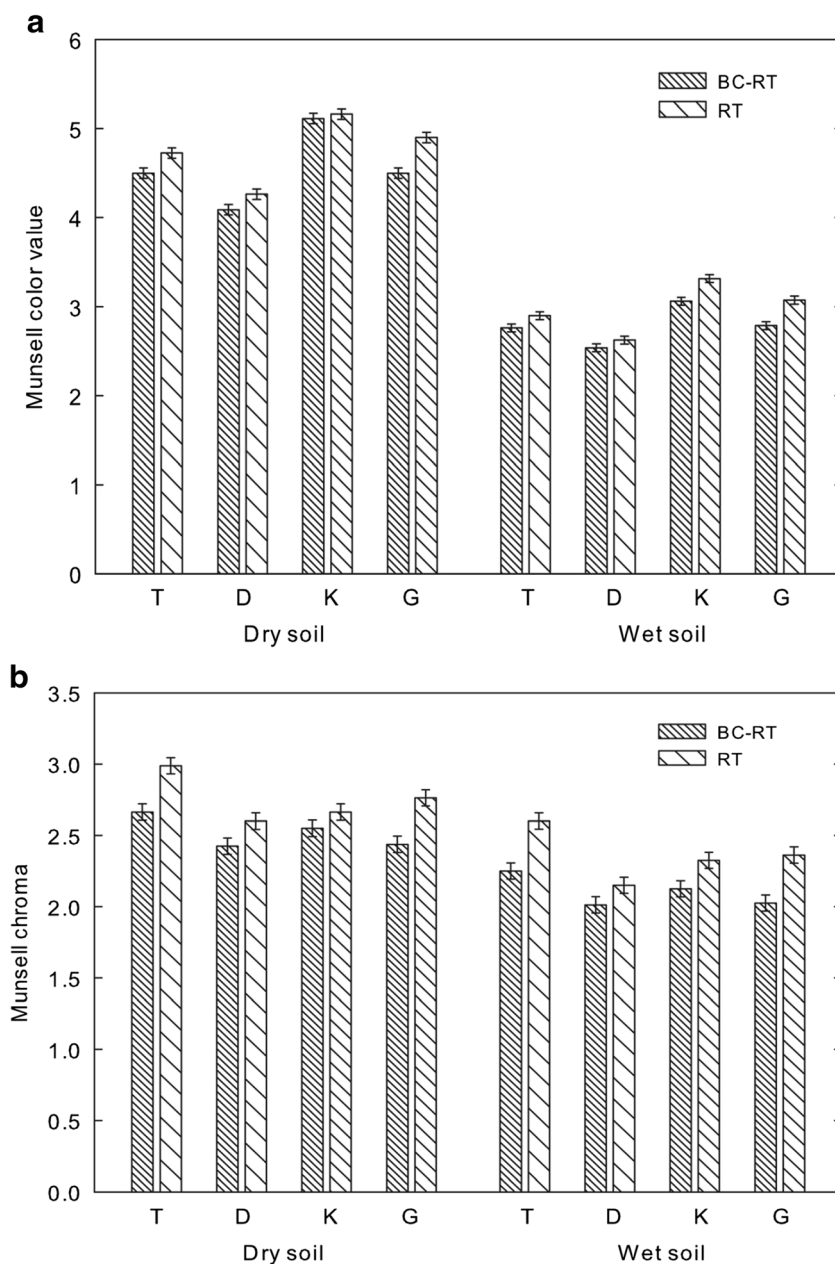 a
6
5
4
3
2
1
0
Munsell color value
BC-RT
RT
T D K G T D K G
Dry soil Wet soil
b
3.5
3.0
2.5
2.0
1.5
1.0
0.5
0.0
Munsell chroma
BC-RT
RT
T D K G T D K G
Dry soil Wet soil